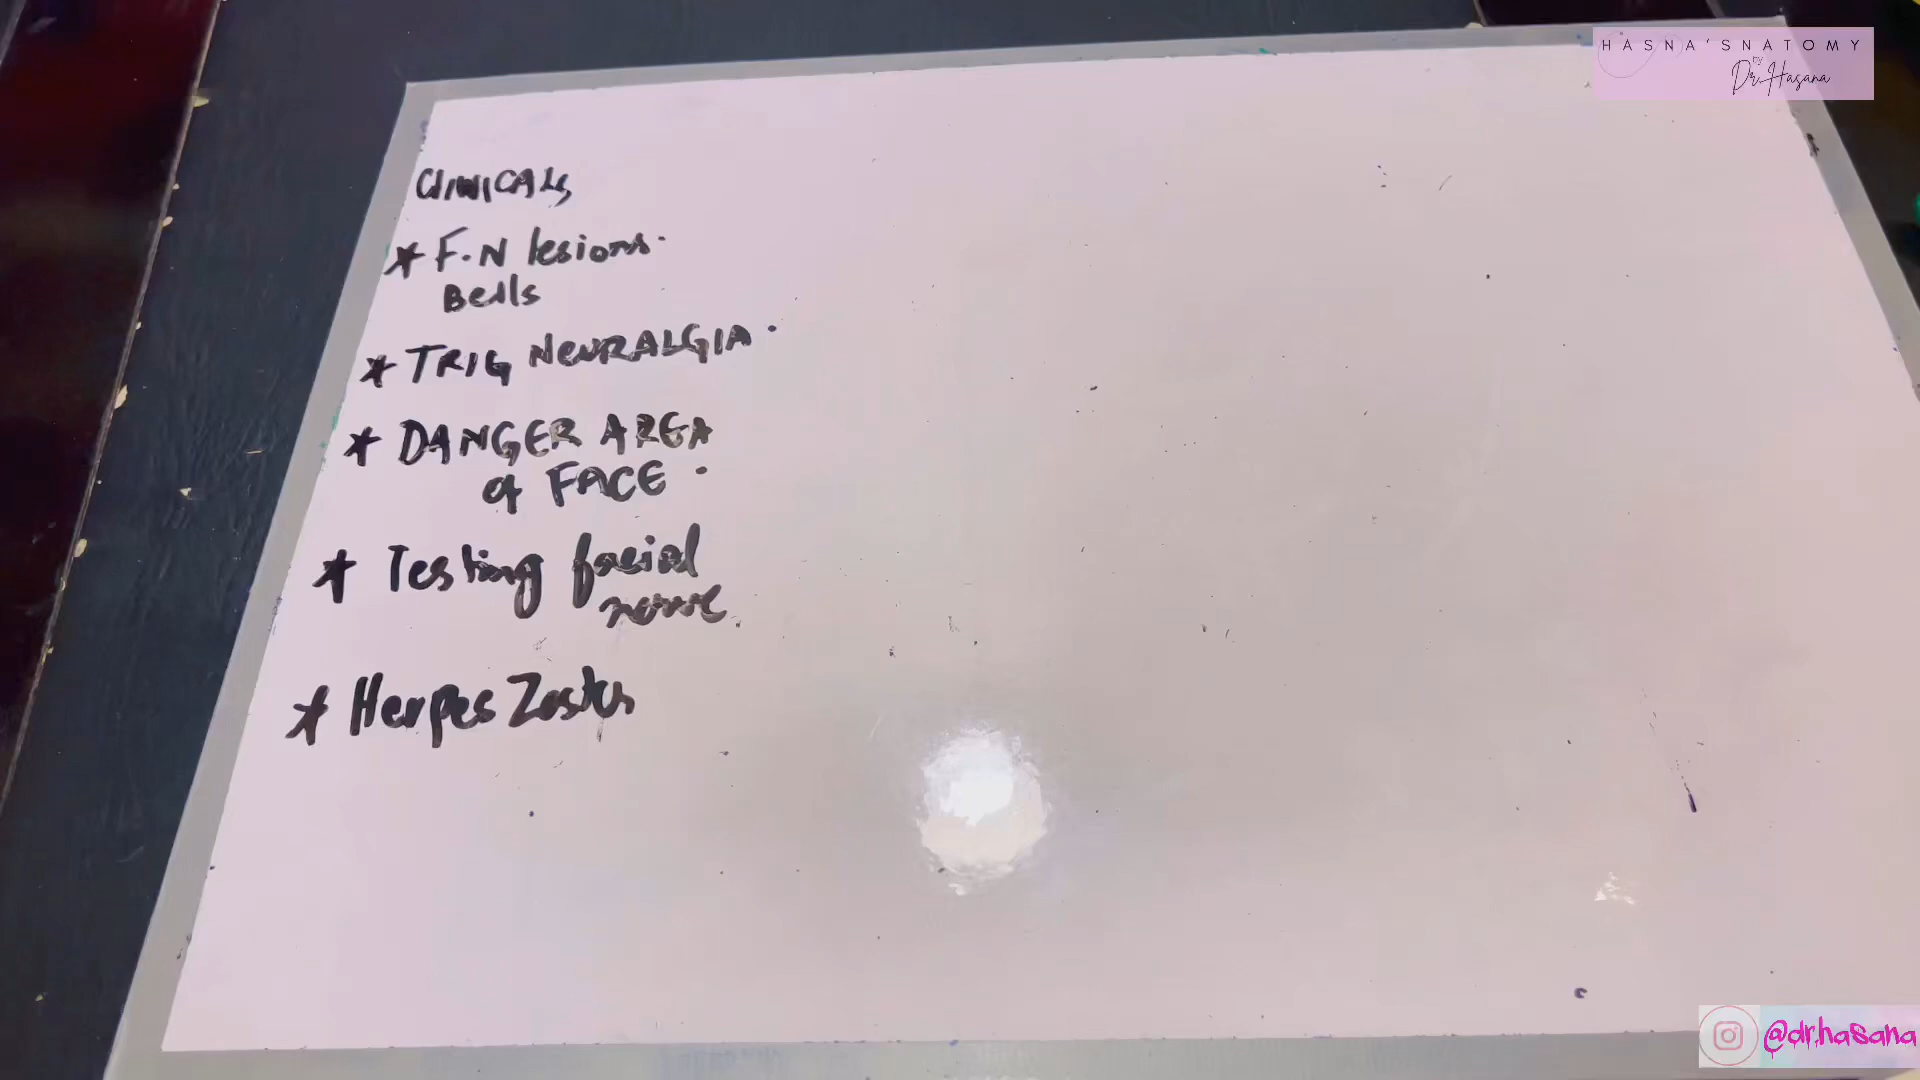 HASNA'SNATOMY
by
Dr.Hasana
CliNICALs
* F.N lesions.
Bells
* TRIG NeURALGIA.
* DANGER AREA
of FACE.
* Testing facial
nerve.
* Herpes Zoster
@dr.hasana